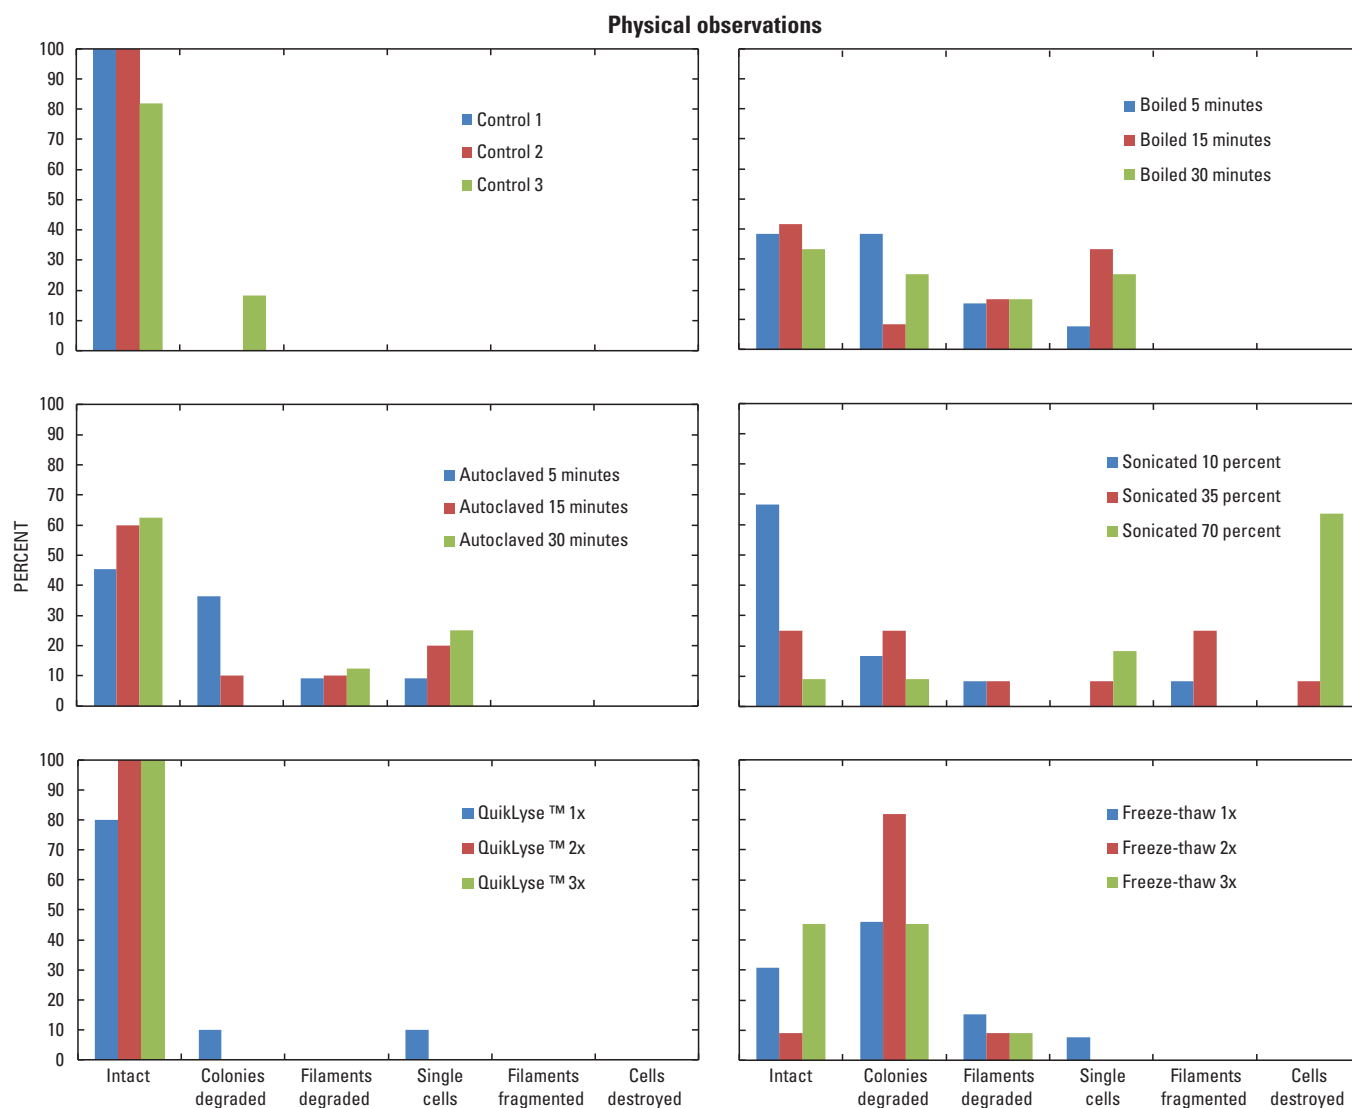 Physical observations
100
90
80
70
60
50
40
30
20
10
0
Control 1
Control 2
Control 3
Boiled 5 minutes
Boiled 15 minutes
Boiled 30 minutes
PERCENT
100
90
80
70
60
50
40
30
20
10
0
Autoclaved 5 minutes
Autoclaved 15 minutes
Autoclaved 30 minutes
Sonicated 10 percent
Sonicated 35 percent
Sonicated 70 percent
100
90
80
70
60
50
40
30
20
10
0
QuikLyse ™ 1x
QuikLyse ™ 2x
QuikLyse ™ 3x
Freeze-thaw 1x
Freeze-thaw 2x
Freeze-thaw 3x
Intact
Colonies
degraded
Filaments
degraded
Single
cells
Filaments
fragmented
Cells
destroyed
Intact
Colonies
degraded
Filaments
degraded
Single
cells
Filaments
fragmented
Cells
destroyed